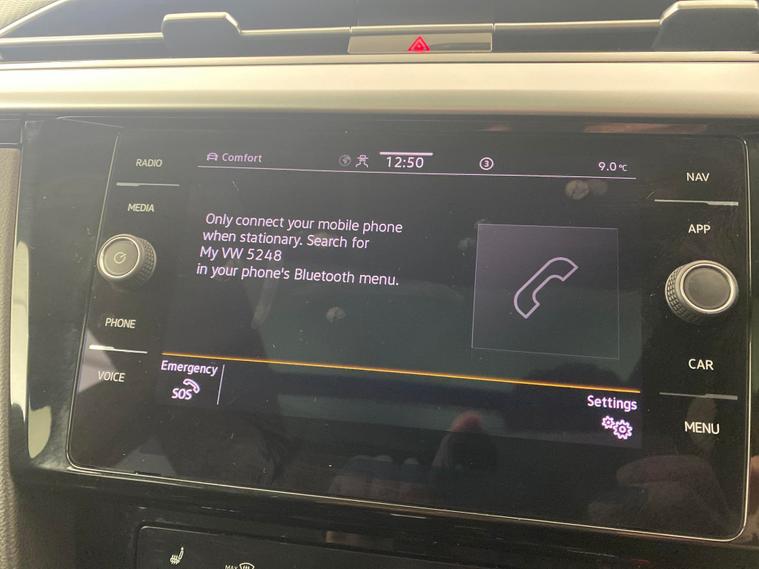 RADIO
MEDIA
PHONE
VOICE
Comfort
12:50
3
9.0°C
Only connect your mobile phone
when stationary. Search for
My VW 5248
in your phone's Bluetooth menu.
Emergency
SOS
Settings
NAV
APP
CAR
MENU
MAX